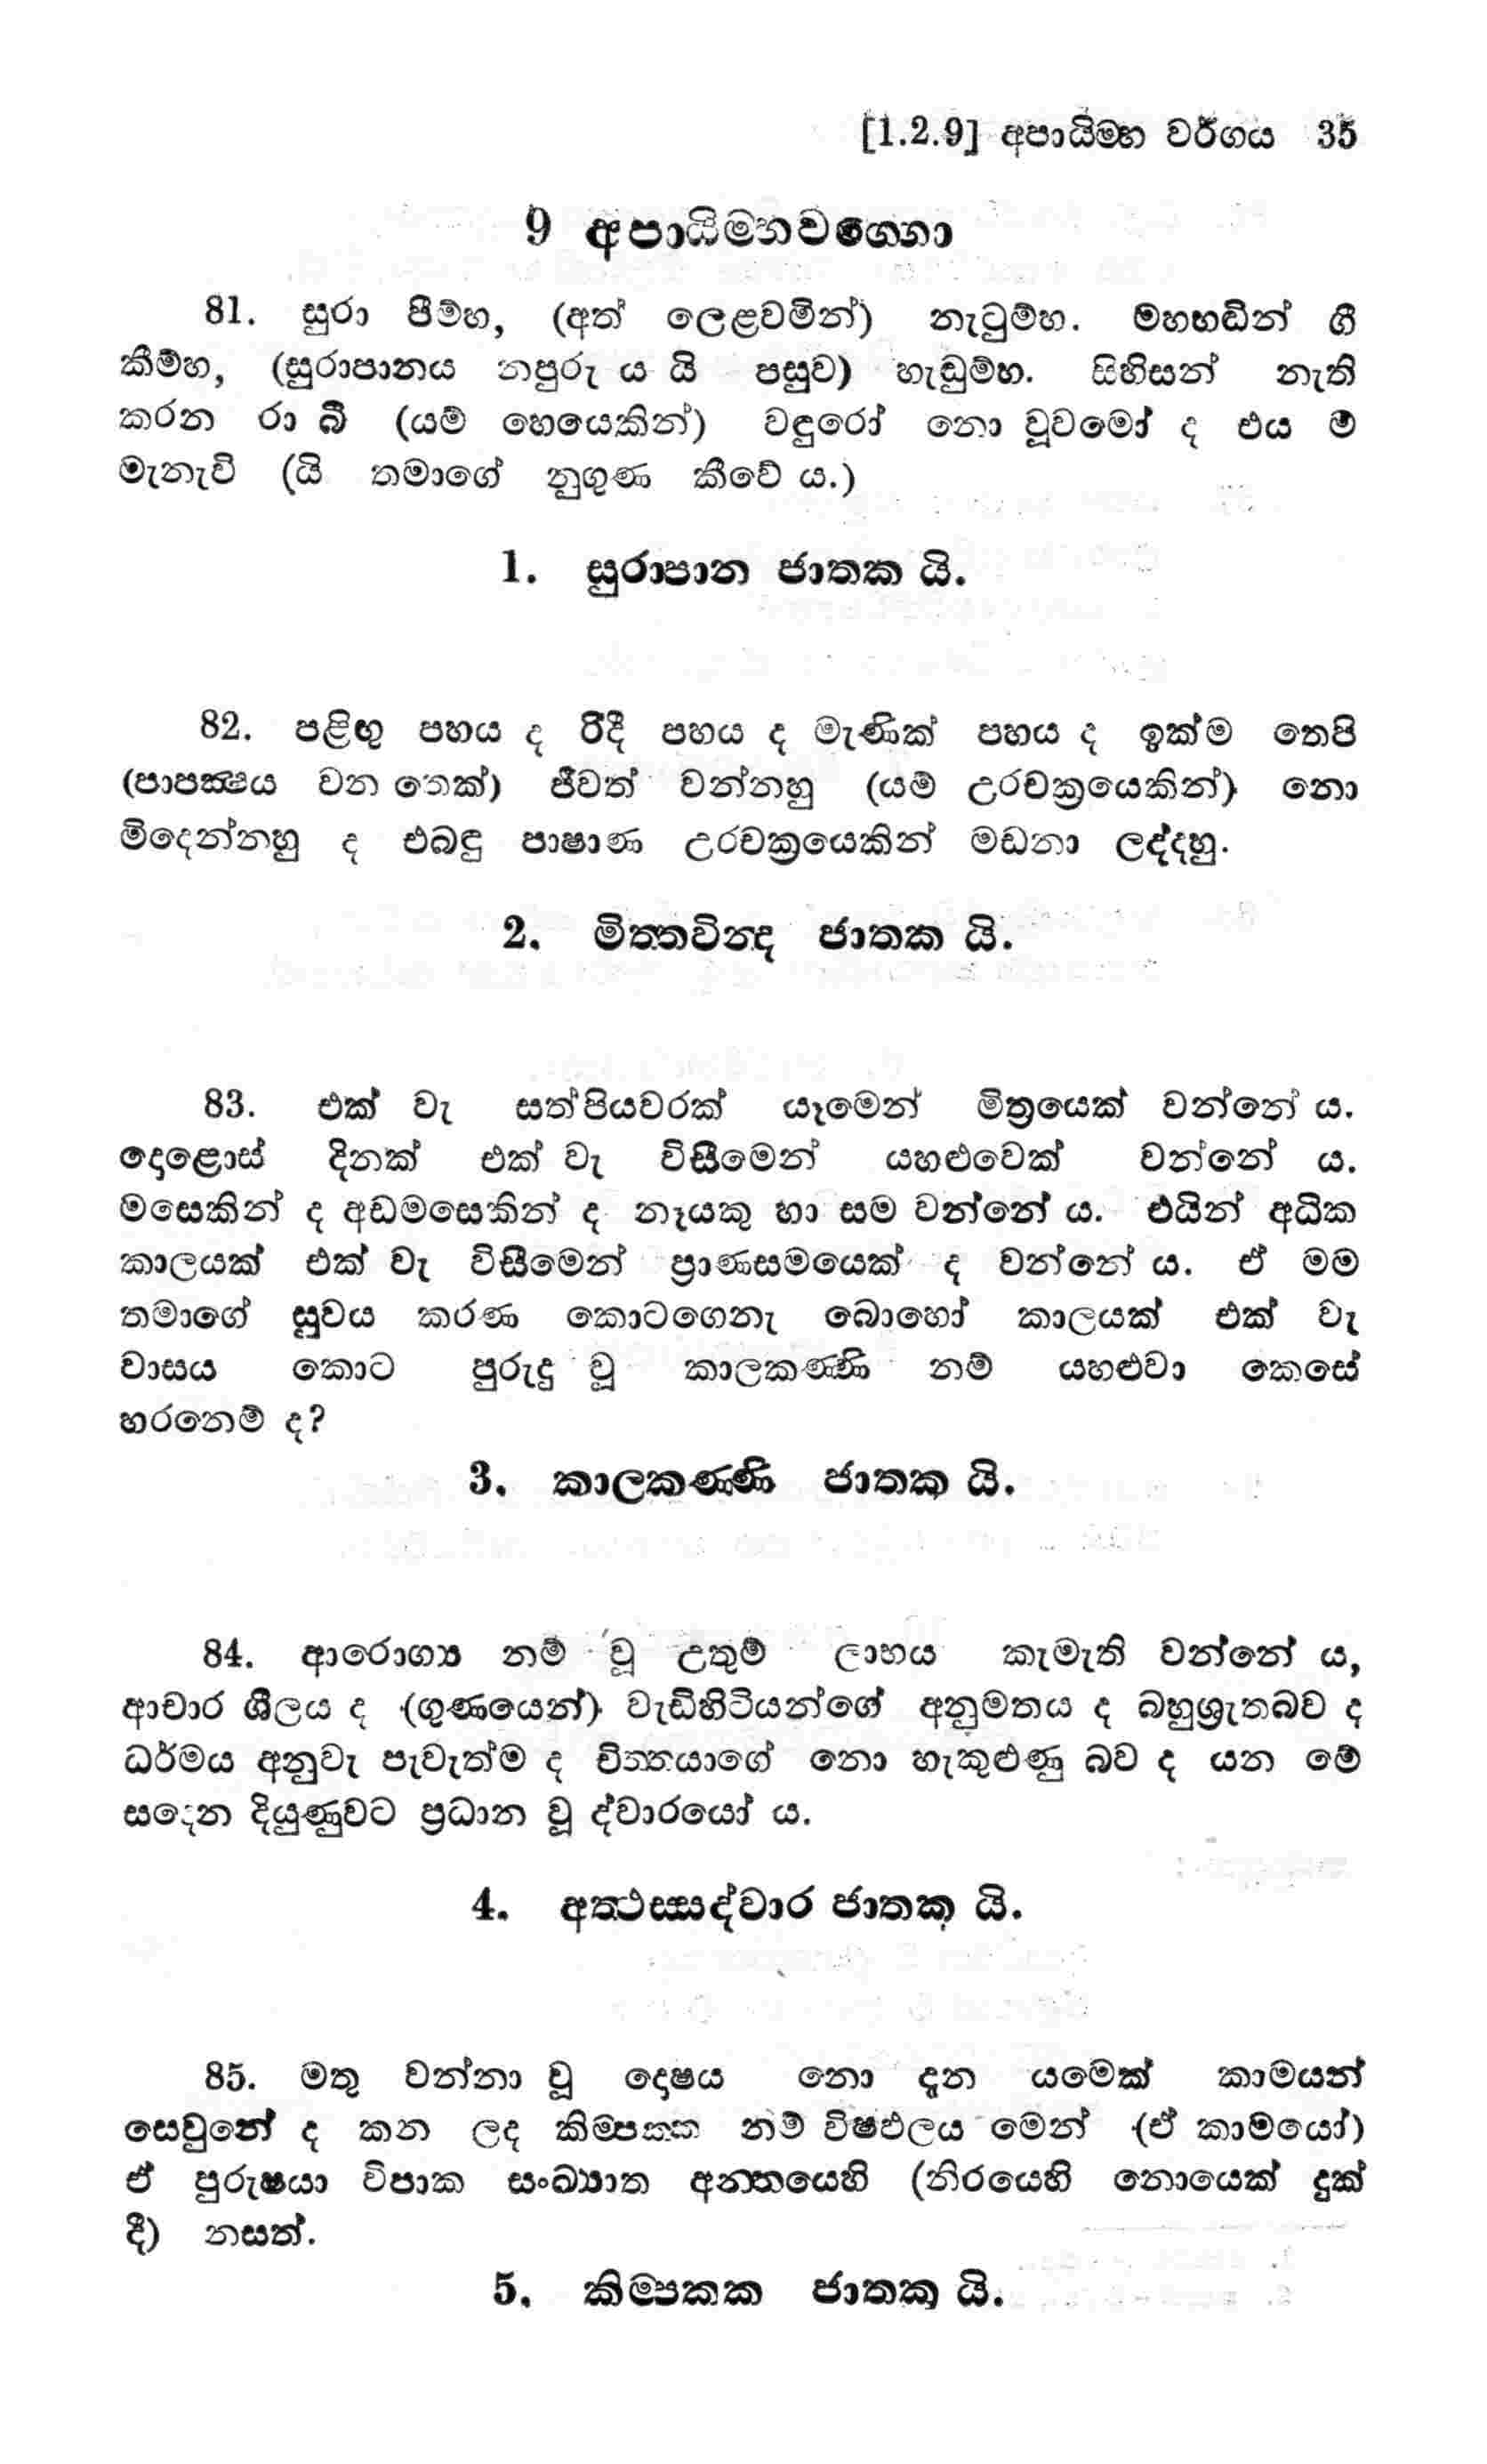 [1.2.9] අපායිම්හ වර්ගය 35
9 අපායිම්හවග්ගො
81. සුරා පීම්හ, (අත් ලෙළවමින්) නැටුම්හ. මහහඬින් ගී
කීම්හ, (සුරාපානය නපුරු ය යි පසුව) හැඬුම්හ. සිහිසන් නැති
කරන රා බී (යම් හෙයෙකින්) වඳුරෝ නො වූවමෝ ද එය ම
මැනැවි (යි තමාගේ නුගුණ කීවේ ය.)
1. සුරාපාන ජාතක යි.
82. පළිඟු පහය ද රිදී පහය ද මැණික් පහය ද ඉක්ම තෙපි
(පාපක්‍ෂය වන තෙක්) ජීවත් වන්නහු (යම් උරචක්‍රයෙකින්) නො
මිදෙන්නහු ද එබඳු පාෂාණ උරචක්‍රයෙකින් මඩනා ලද්දහු.
2. මිත්තවින්ද ජාතක යි.
83. එක් වැ සත්පියවරක් යෑමෙන් මිත්‍රයෙක් වන්නේ ය.
දොළොස් දිනක් එක් වැ විසීමෙන් යහළුවෙක් වන්නේ ය.
මසෙකින් ද අඩමසෙකින් ද නෑයකු හා සම වන්නේ ය. එයින් අධික
කාලයක් එක් වැ විසීමෙන් ප්‍රාණසමයෙක් ද වන්නේ ය. ඒ මම
තමාගේ සුවය කරණ කොටගෙනැ බොහෝ කාලයක් එක් වැ
වාසය කොට පුරුදු වූ කාලකණ්ණි නම් යහළුවා කෙසේ
හරනෙම් ද?
3. කාලකණ්ණි ජාතක යි.
84. ආරොග්‍ය නම් වූ උතුම් ලාභය කැමැති වන්නේ ය,
ආචාර ශීලය ද (ගුණයෙන්) වැඩිහිටියන්ගේ අනුමතය ද බහුශ්‍රැතබව ද
ධර්මය අනුවැ පැවැත්ම ද චිත්තයාගේ නො හැකුළුණු බව ද යන මේ
සදෙන දියුණුවට ප්‍රධාන වූ ද්වාරයෝ ය.
4. අත්ථස්සද්වාර ජාතක යි.
85. මතු වන්නා වූ දොෂය නො දැන යමෙක් කාමයන්
සෙවුනේ ද කන ලද කිම්පක්ක නම් විෂඵලය මෙන් (ඒ කාමයෝ)
ඒ පුරුෂයා විපාක සංඛ්‍යාත අන්තයෙහි (නිරයෙහි නොයෙක් දුක්
දී) නසත්.
5. කිම්පක්ක ජාතක යි.